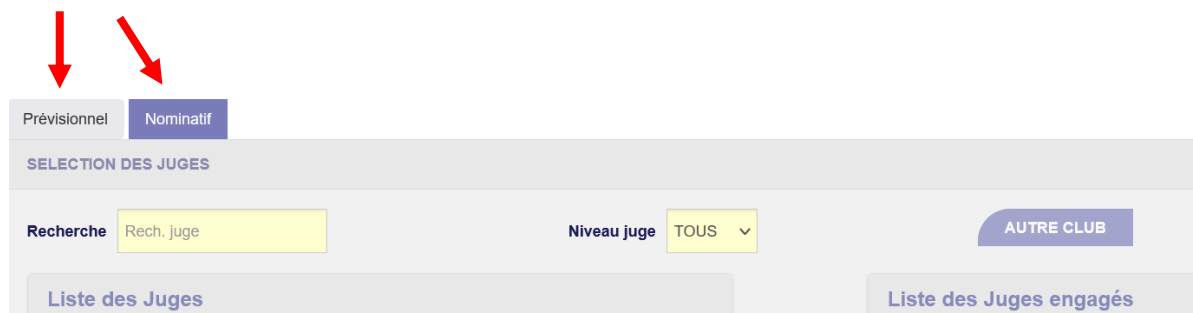 Prévisionnel Nominatif
SELECTION DES JUGES
Recherche Rech. juge Niveau juge TOUS AUTRE CLUB
Liste des Juges Liste des Juges engagés